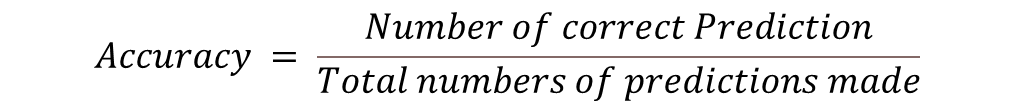 Accuracy = Number of correct Prediction
Total numbers of predictions made